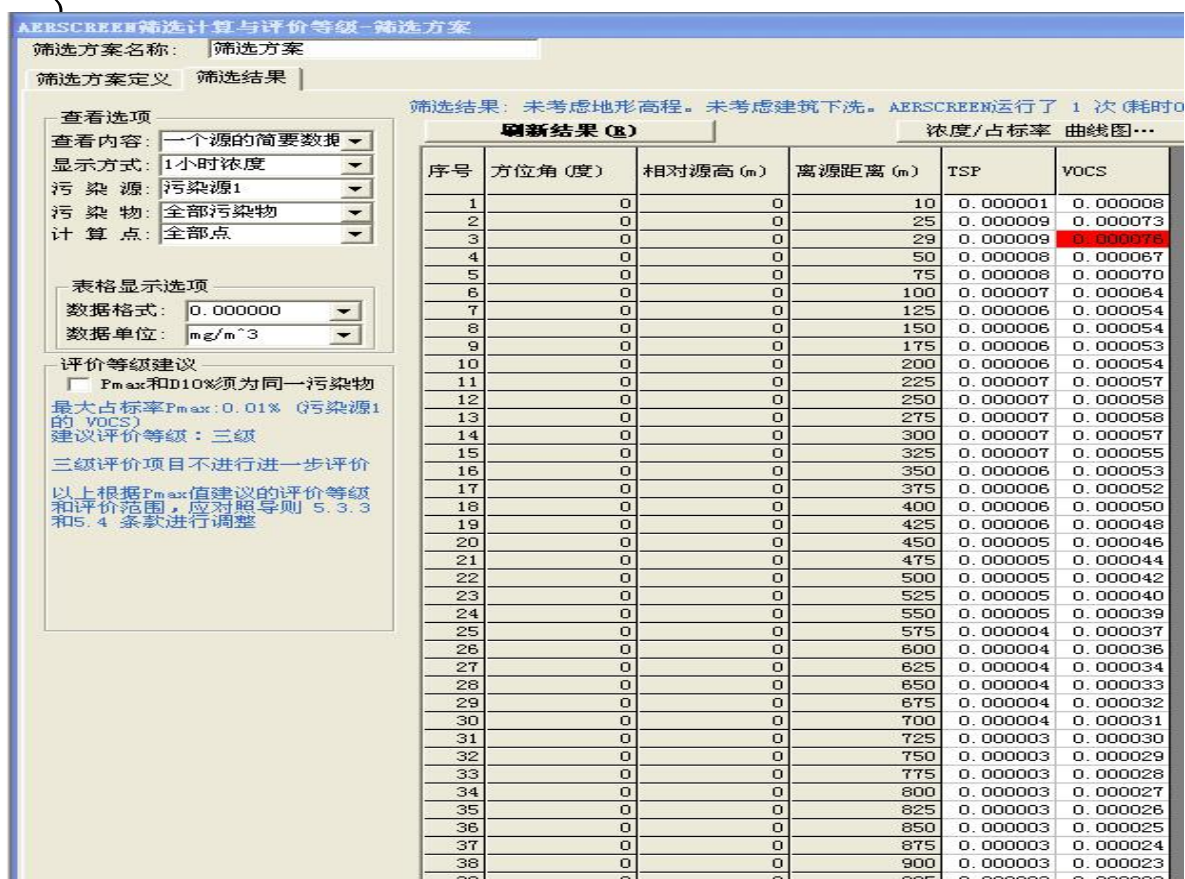 AERSCREEN筛选计算与评价等级-筛选方案
筛选方案名称: 筛选方案
筛选方案定义 筛选结果
查看选项
查看内容: 一个源的简要数据
显示方式: 1小时浓度
污 染 源: 污染源1
污 染 物: 全部污染物
计 算 点: 全部点
表格显示选项
数据格式: 0.000000
数据单位: mg/m^3
评价等级建议
Pmax和D10%须为同一污染物
最大占标率Pmax:0.01% (污染源1
的 VOCS)
建议评价等级: 三级
三级评价项目不进行进一步评价
以上根据Pmax值建议的评价等级
和评价范围,应对照导则 5.3.3
和5.4 条款进行调整
筛选结果: 未考虑地形高程。未考虑建筑下洗。AERSCREEN运行了 1 次(耗时0
刷新结果(R) 浓度/占标率 曲线图…
序号 方位角(度) 相对源高(m) 离源距离(m) TSP VOCS
1 0 0 10 0.000001 0.000008
2 0 0 25 0.000009 0.000073
3 0 0 29 0.000009 0.000076
4 0 0 50 0.000008 0.000067
5 0 0 75 0.000008 0.000070
6 0 0 100 0.000007 0.000064
7 0 0 125 0.000006 0.000054
8 0 0 150 0.000006 0.000054
9 0 0 175 0.000006 0.000053
10 0 0 200 0.000006 0.000054
11 0 0 225 0.000007 0.000057
12 0 0 250 0.000007 0.000058
13 0 0 275 0.000007 0.000058
14 0 0 300 0.000007 0.000057
15 0 0 325 0.000007 0.000055
16 0 0 350 0.000006 0.000053
17 0 0 375 0.000006 0.000052
18 0 0 400 0.000006 0.000050
19 0 0 425 0.000006 0.000048
20 0 0 450 0.000005 0.000046
21 0 0 475 0.000005 0.000044
22 0 0 500 0.000005 0.000042
23 0 0 525 0.000005 0.000040
24 0 0 550 0.000005 0.000039
25 0 0 575 0.000004 0.000037
26 0 0 600 0.000004 0.000036
27 0 0 625 0.000004 0.000034
28 0 0 650 0.000004 0.000033
29 0 0 675 0.000004 0.000032
30 0 0 700 0.000004 0.000031
31 0 0 725 0.000003 0.000030
32 0 0 750 0.000003 0.000029
33 0 0 775 0.000003 0.000028
34 0 0 800 0.000003 0.000027
35 0 0 825 0.000003 0.000026
36 0 0 850 0.000003 0.000025
37 0 0 875 0.000003 0.000024
38 0 0 900 0.000003 0.000023